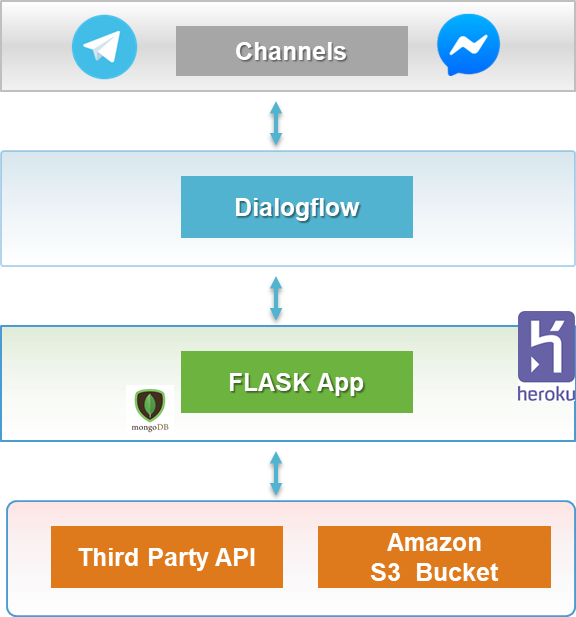 Channels
Dialogflow
FLASK App
heroku
mongoDB
Third Party API
Amazon
S3 Bucket